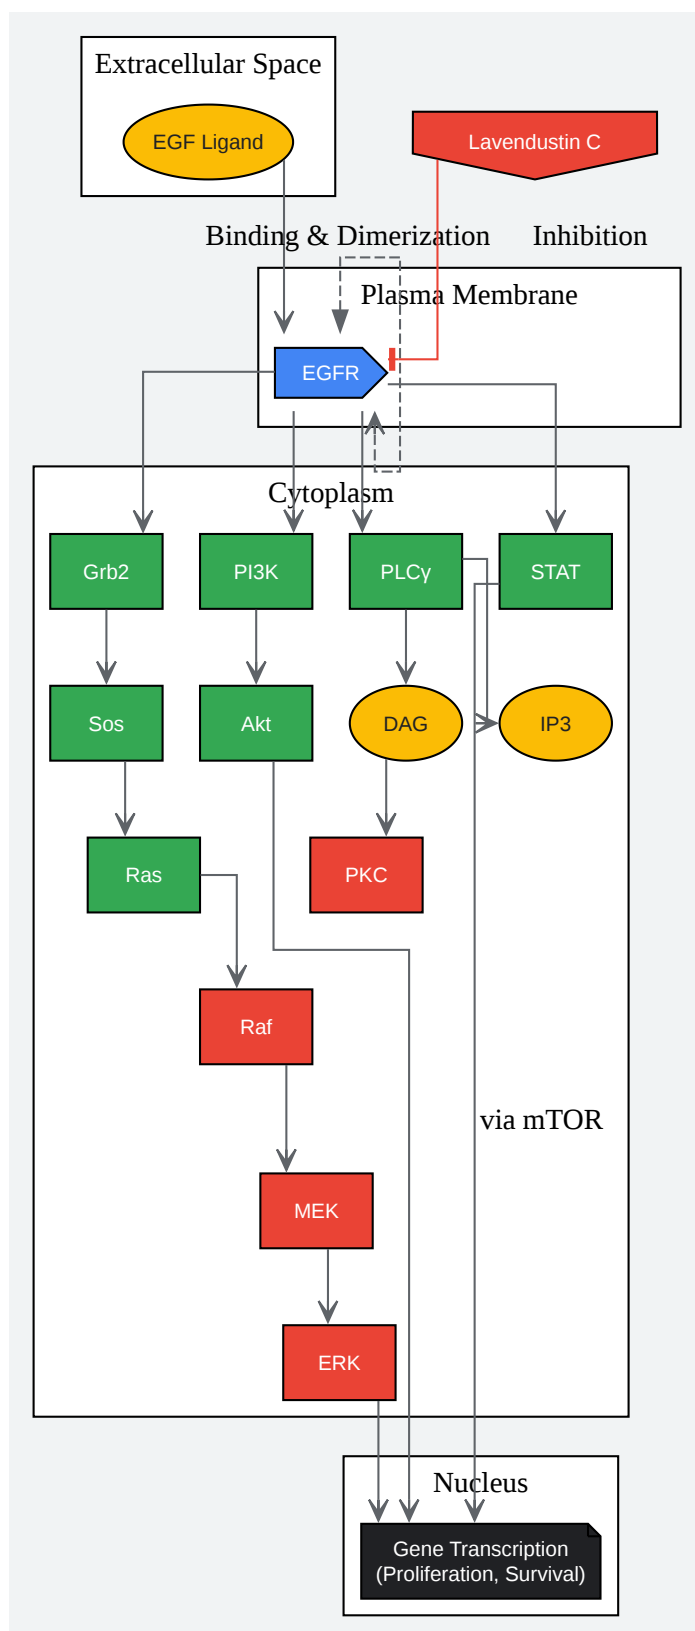 Extracellular Space
EGF Ligand
Lavendustin C
Binding & Dimerization
Inhibition
Plasma Membrane
EGFR
Cytoplasm
Grb2
PI3K
PLCγ
STAT
Sos
Akt
DAG
IP3
Ras
PKC
Raf
via mTOR
MEK
ERK
Nucleus
Gene Transcription
(Proliferation, Survival)